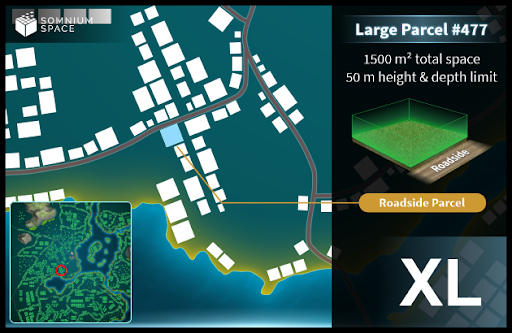 SOMNIUM
SPACE
Large Parcel #477
1500 m² total space
50 m height & depth limit
Roadside
Roadside Parcel
XL